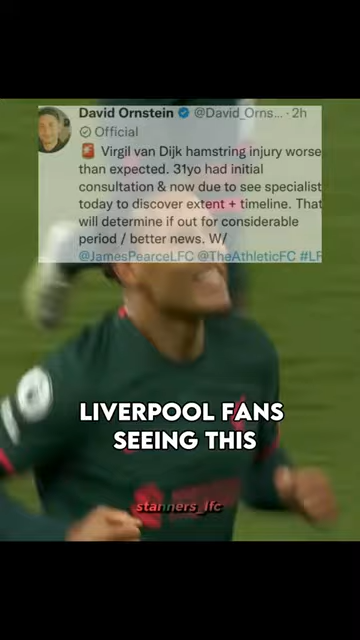 David Ornstein @David_Orns... · 2h
Official
🚨 Virgil van Dijk hamstring injury worse
than expected. 31yo had initial
consultation & now due to see specialist
today to discover extent + timeline. That
will determine if out for considerable
period / better news. W/
@JamesPearceLFC @TheAthleticFC #LF
LIVERPOOL FANS
SEEING THIS
stanners_lfc